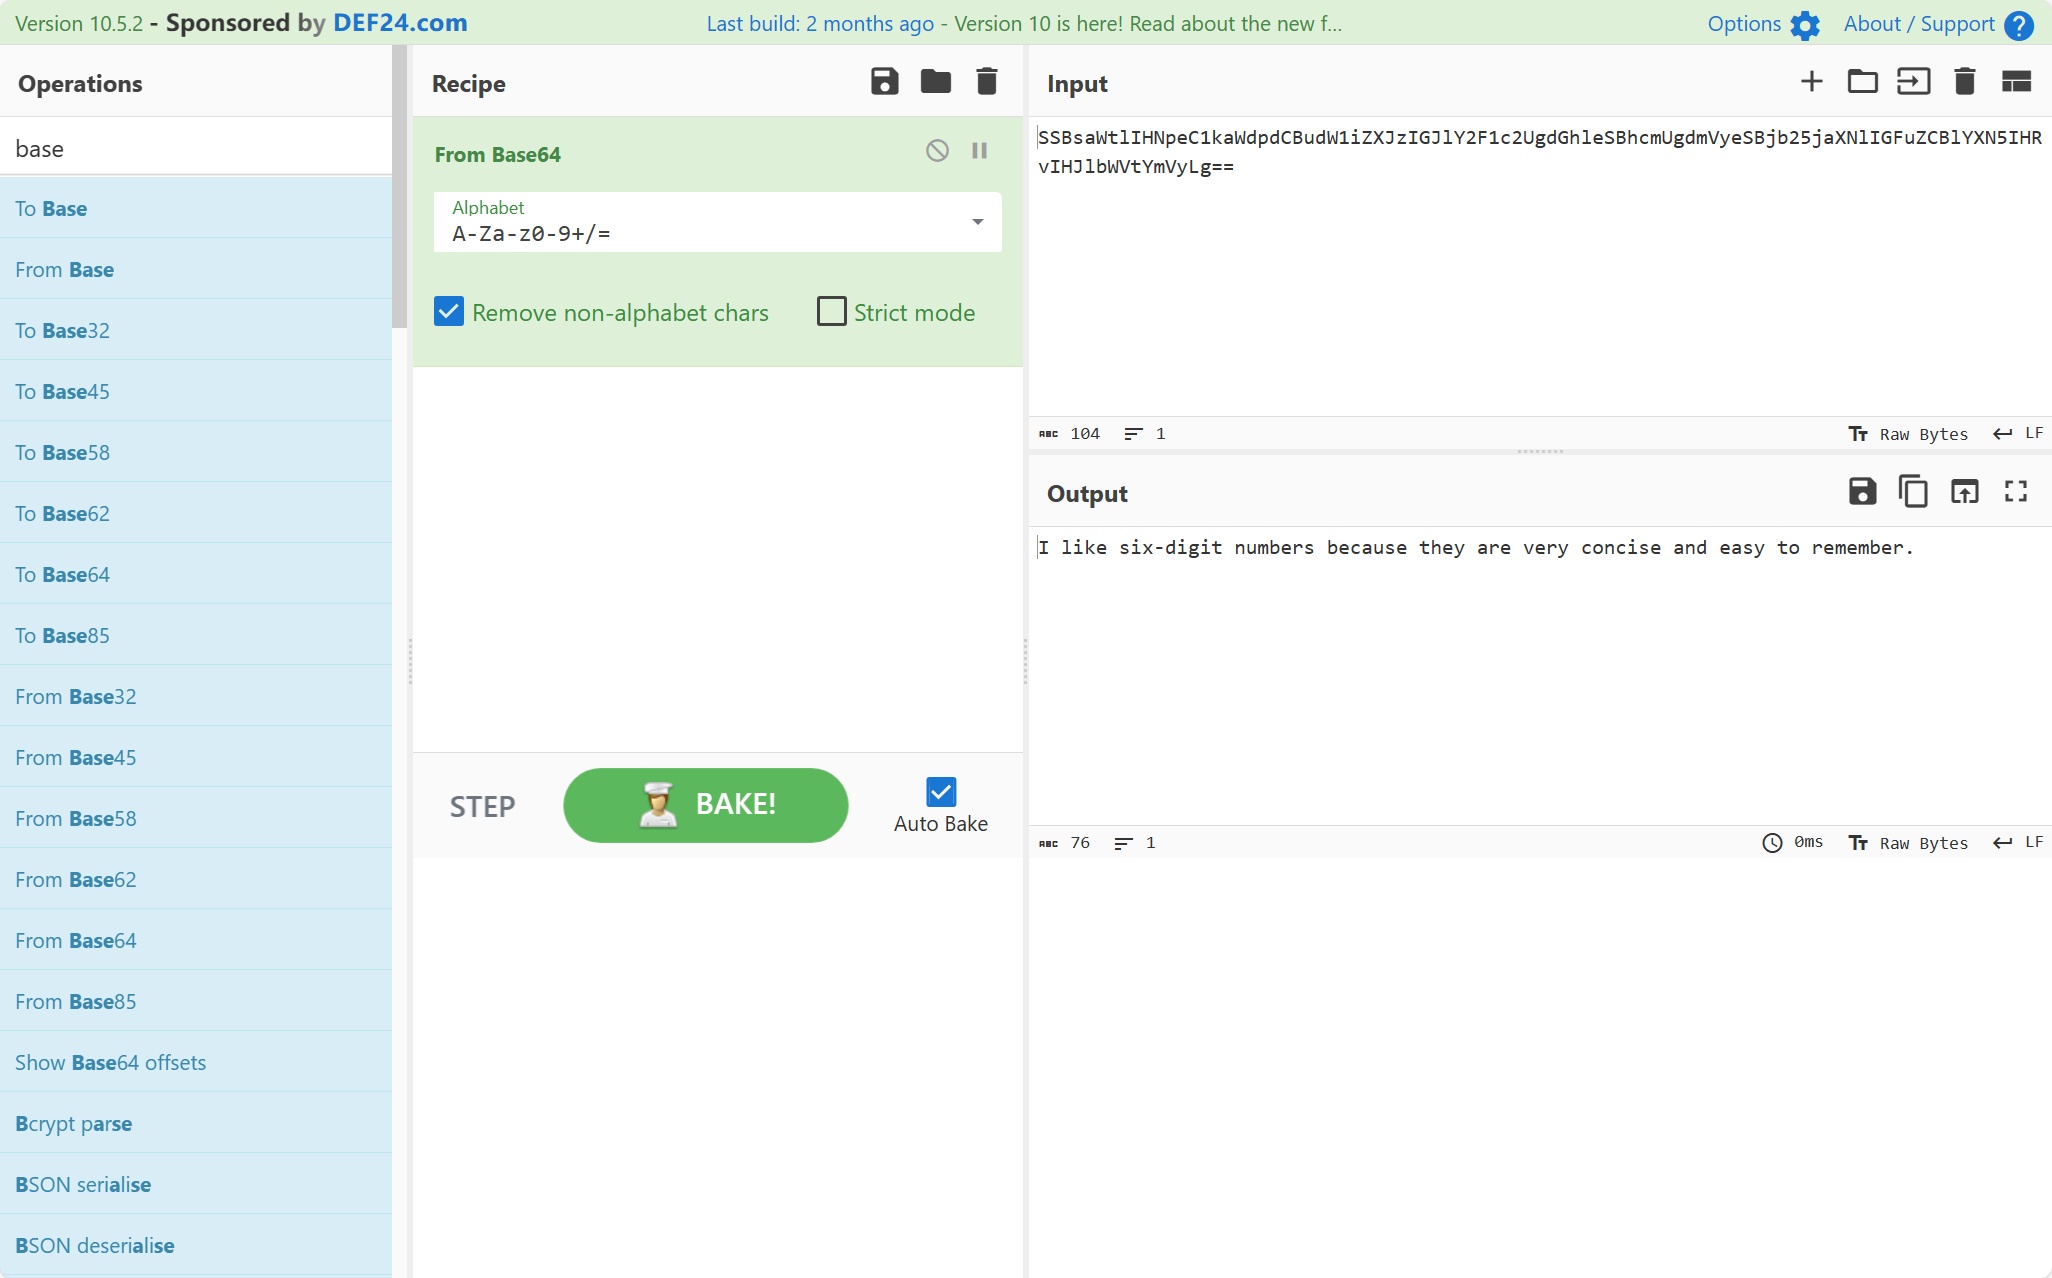 Version 10.5.2 - Sponsored by DEF24.com
Last build: 2 months ago - Version 10 is here! Read about the new f...
Options
About / Support
Operations
base
To Base
From Base
To Base32
To Base45
To Base58
To Base62
To Base64
To Base85
From Base32
From Base45
From Base58
From Base62
From Base64
From Base85
Show Base64 offsets
Bcrypt parse
BSON serialise
BSON deserialise
Recipe
From Base64
Alphabet
A-Za-z0-9+/=
Remove non-alphabet chars
Strict mode
STEP
BAKE!
Auto Bake
Input
SSBsaWtlIHNpeC1kaWdpdCBudW1iZXJzIGJlY2F1c2UgdGhleSBhcmUgdmVyeSBjb25jaXNlIGFuZCBlYXN5IHR
vIHJlbWVtYmVyLg==
ABC 104 1
Tt Raw Bytes LF
Output
I like six-digit numbers because they are very concise and easy to remember.
ABC 76 1
0ms Tt Raw Bytes LF